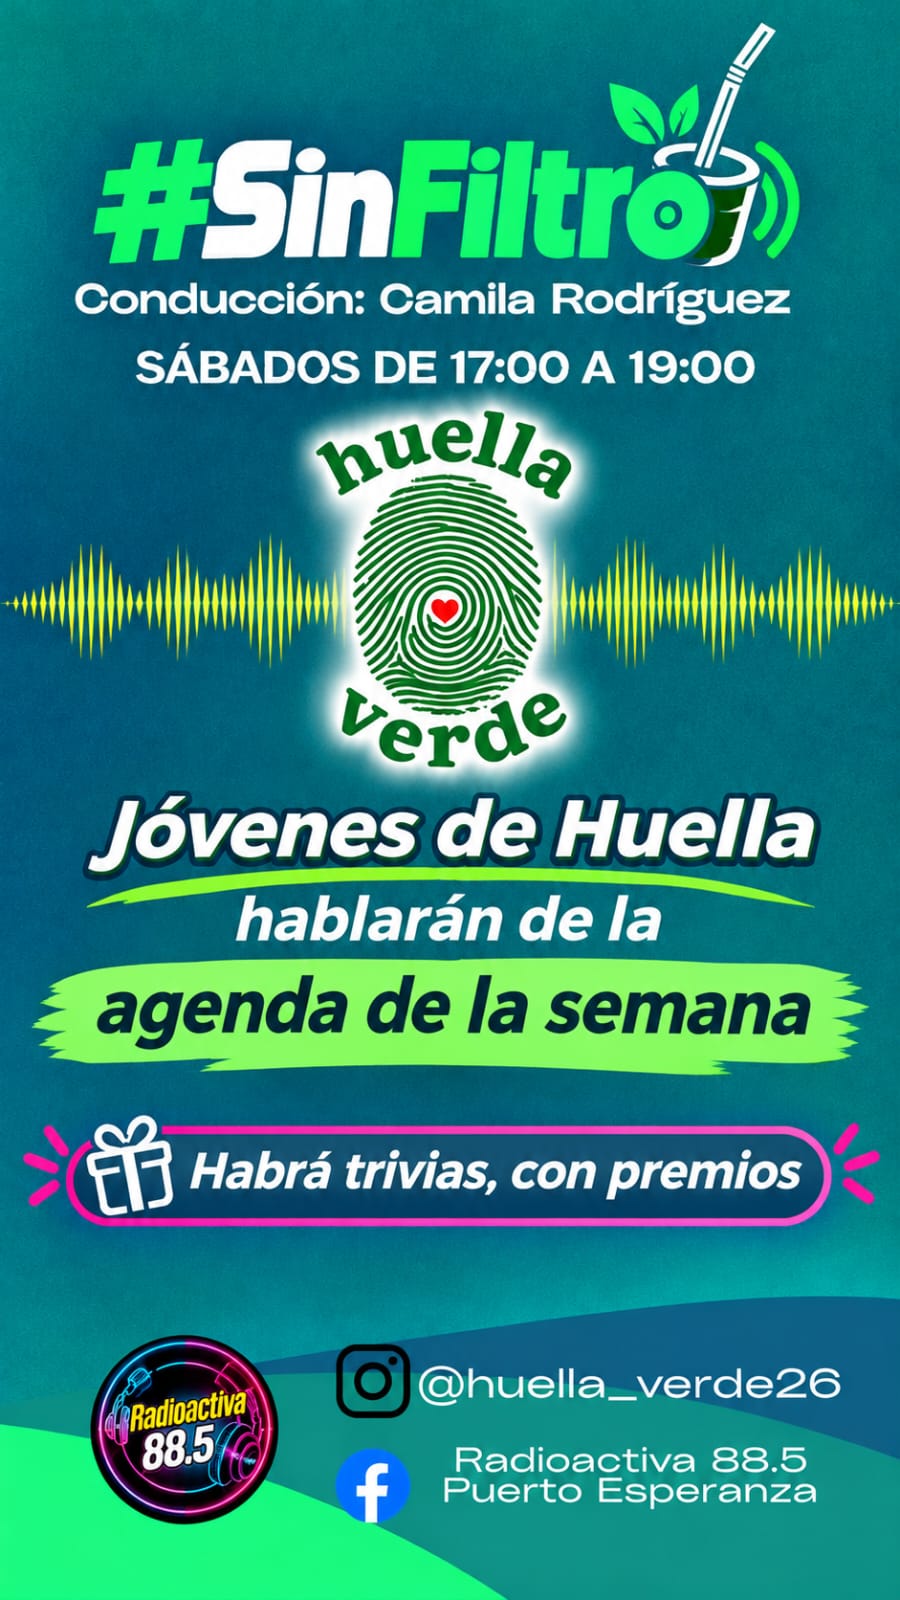 #SinFiltro
Conducción: Camila Rodríguez
SÁBADOS DE 17:00 A 19:00
huella
verde
Jóvenes de Huella
hablarán de la
agenda de la semana
Habrá trivias, con premios
Radioactiva
88.5
@huella_verde26
Radioactiva 88.5
Puerto Esperanza